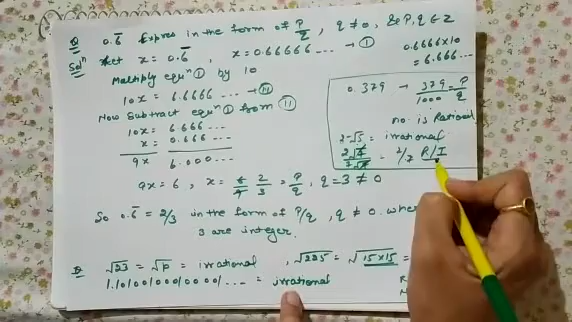 Q 0.6̅ Expres in the form of P/q, q ≠ 0, & P, q ∈ Z
Solⁿ Let x = 0.6̅, x = 0.66666... → ①
Multiply equⁿ ① by 10
10x = 6.6666... → ⑪
Now Subtract equⁿ ① from ⑪
10x = 6.666...
x = 0.666...
9x 6.000...
9x = 6, x = 6/9 2/3 = P/q, q = 3 ≠ 0
So 0.6̅ = 2/3 in the form of P/q, q ≠ 0. where
3 are integer.
0.6666×10
= 6.666...
0.379 → 379/1000 = P/q
no. is Rational
2-√5 = irrational
2√7/7√7 = 2/7 R/I
Q √23 = √P = irrational, √225 = √15×15 =
1.101001000100001... = irrational